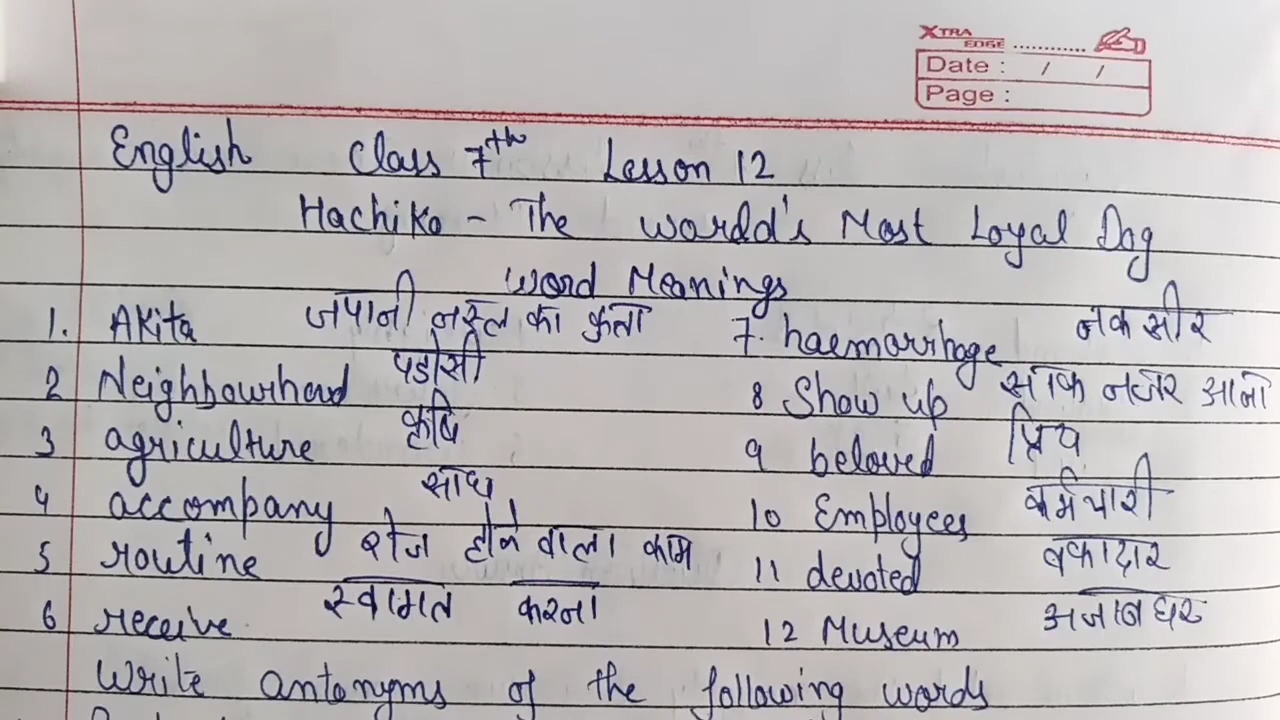 XTRA EDGE ............
Date : / /
Page :
English Class 7th Lesson 12
Hachiko - The World's Most Loyal Dog
Word Meanings
1. Akita जपानी नस्ल का कुत्ता
2 Neighbourhood पड़ोसी
3 agriculture कृषि
4 accompany साथ
5 routine रोज होने वाला काम
6 receive स्वागत करना
7. haemorrhage नकसीर
8 Show up साफ नजर आना
9 beloved प्रिय
10 Employees कर्मचारी
11 devoted वफादार
12 Museum अजायबघर
Write antonyms of the following words